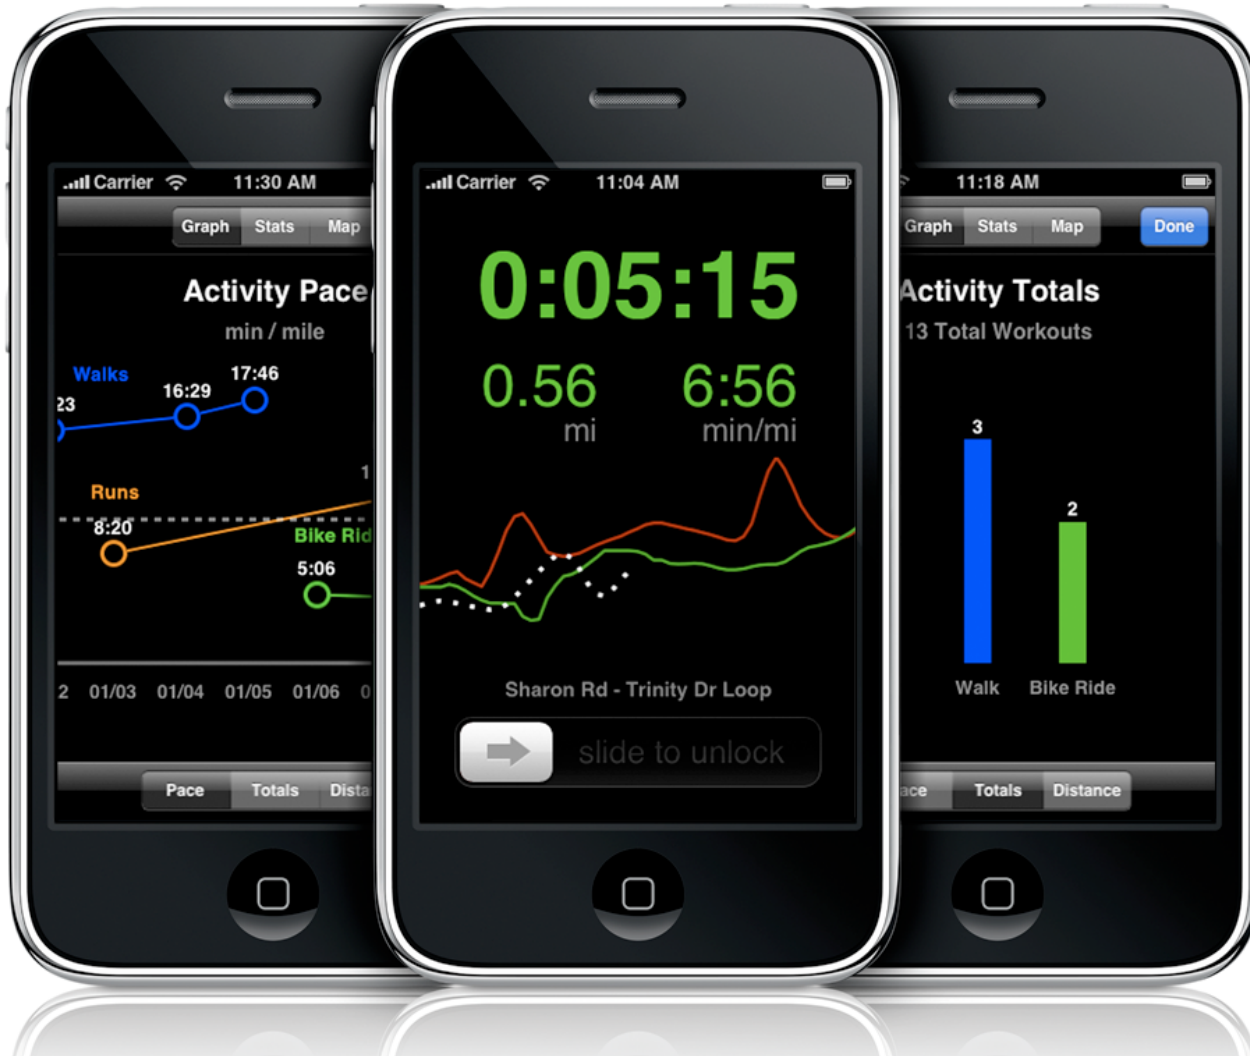 Carrier 11:30 AM
Graph Stats Map
Activity Pace
min / mile
Walks
23 16:29 17:46
Runs
8:20
Bike Rid
5:06
2 01/03 01/04 01/05 01/06 0
Pace Totals Dista
Carrier 11:04 AM
0:05:15
0.56 6:56
mi min/mi
Sharon Rd - Trinity Dr Loop
slide to unlock
11:18 AM
Graph Stats Map Done
Activity Totals
13 Total Workouts
3
2
Walk Bike Ride
ace Totals Distance